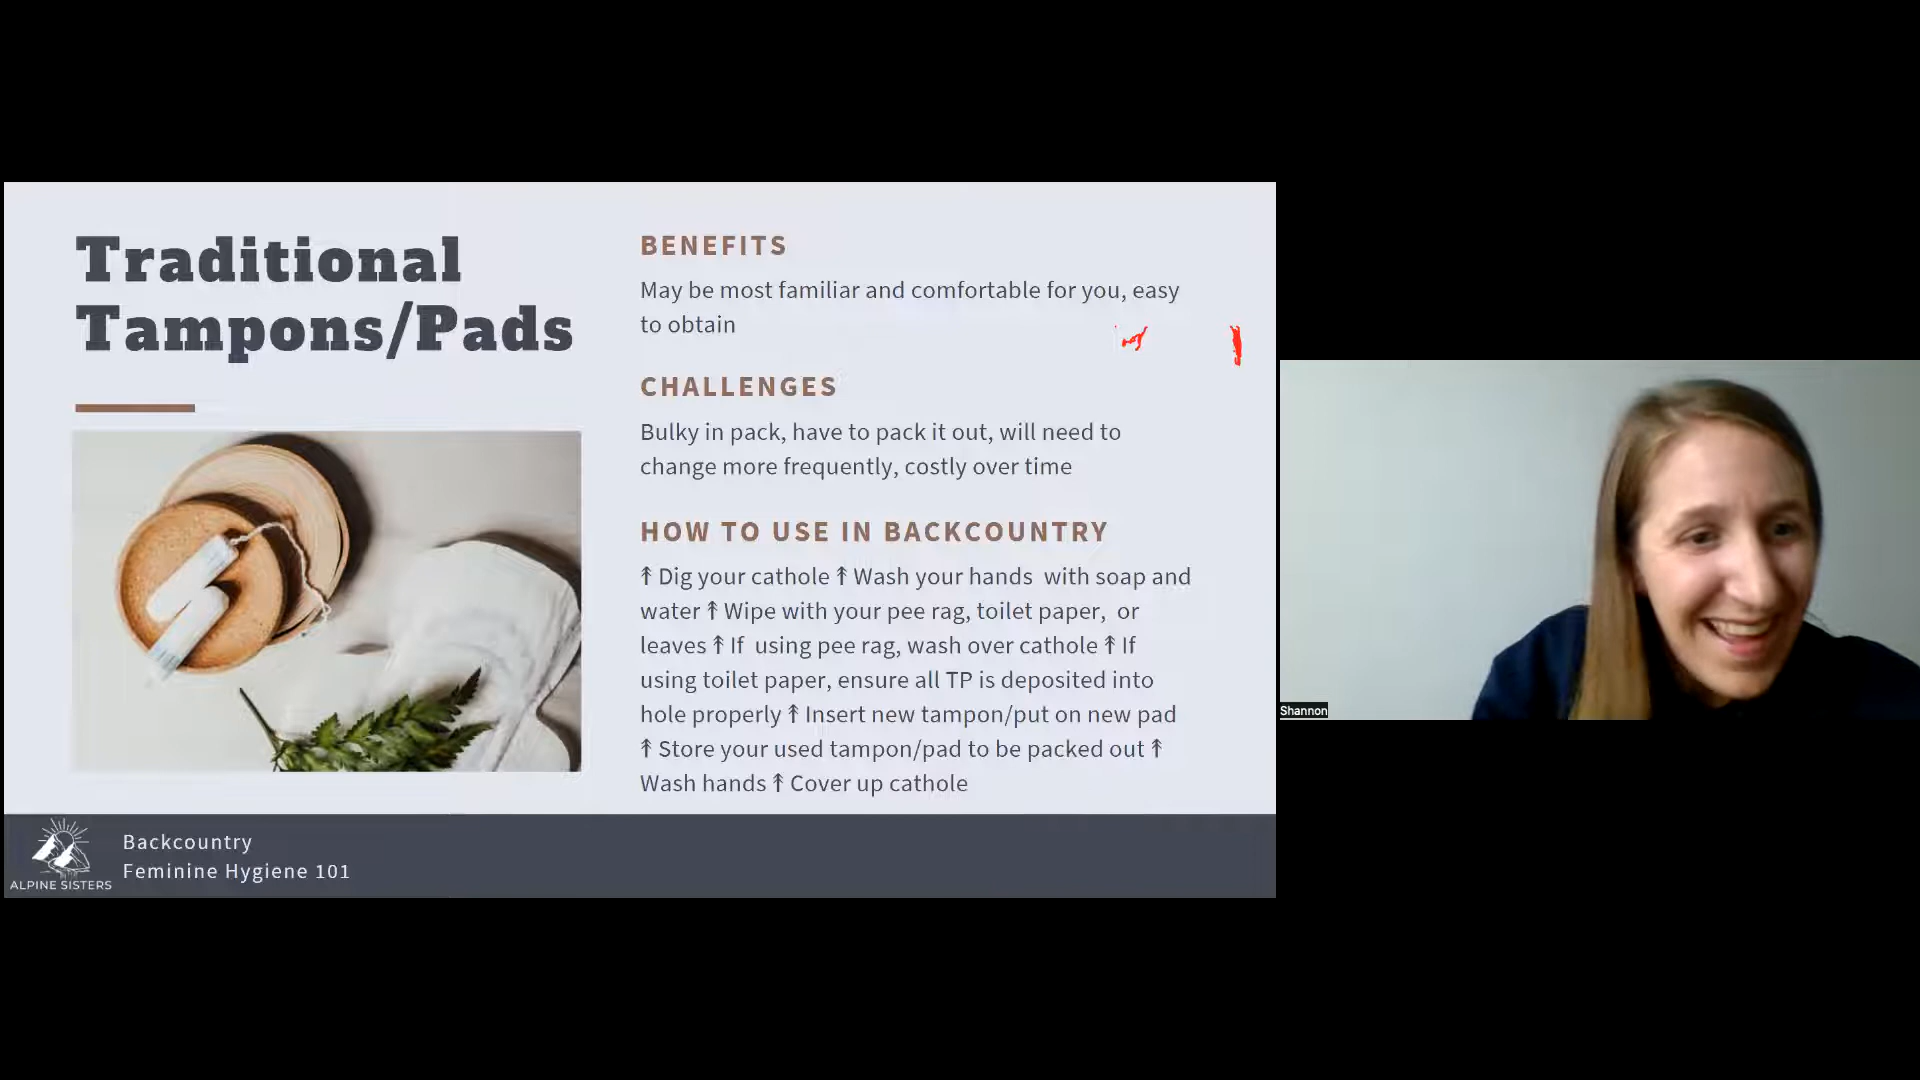 Traditional
Tampons/Pads
BENEFITS
May be most familiar and comfortable for you, easy
to obtain
CHALLENGES
Bulky in pack, have to pack it out, will need to
change more frequently, costly over time
HOW TO USE IN BACKCOUNTRY
↟ Dig your cathole ↟ Wash your hands with soap and
water ↟ Wipe with your pee rag, toilet paper, or
leaves ↟ If using pee rag, wash over cathole ↟ If
using toilet paper, ensure all TP is deposited into
hole properly ↟ Insert new tampon/put on new pad
↟ Store your used tampon/pad to be packed out ↟
Wash hands ↟ Cover up cathole
ALPINE SISTERS
Backcountry
Feminine Hygiene 101
Shannon